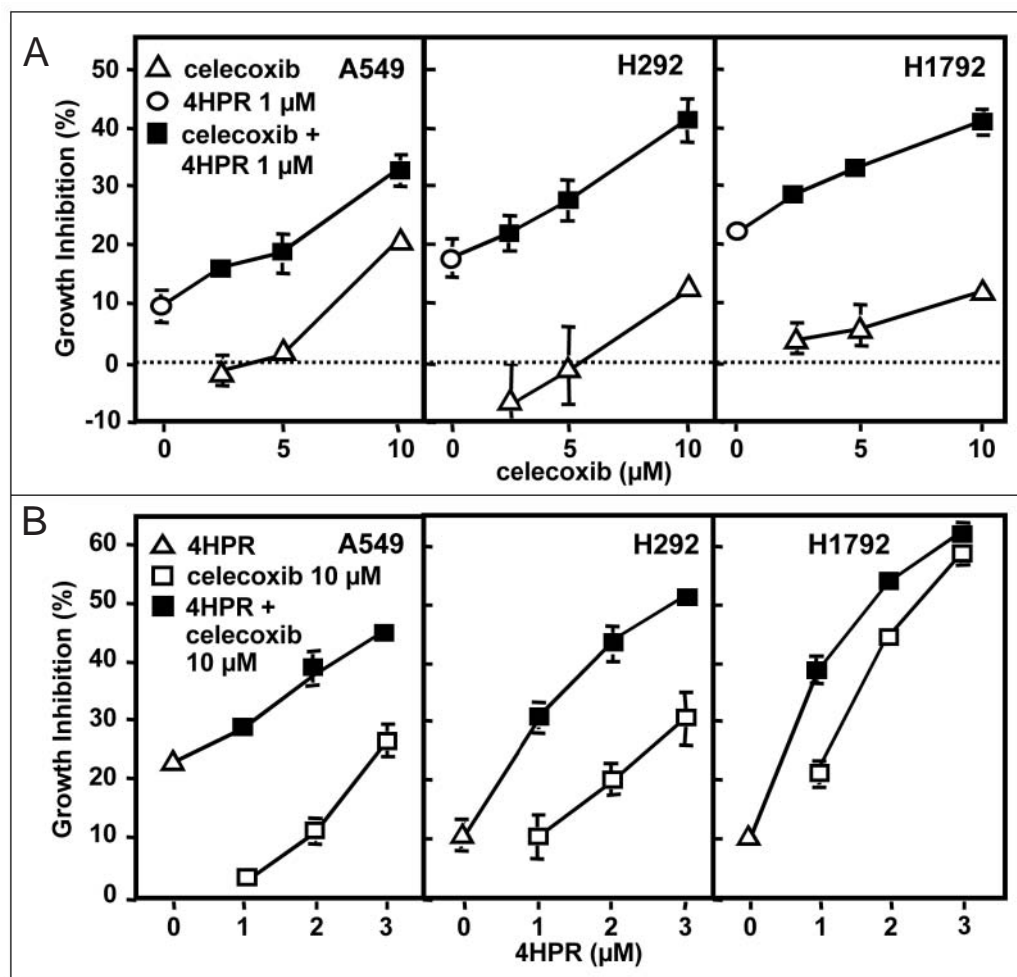 A
celecoxib
4HPR 1 µM
celecoxib +
4HPR 1 µM
A549
H292
H1792
Growth Inhibition (%)
50
40
30
20
10
0
-10
0 5 10
0 5 10
0 5 10
celecoxib (µM)
B
4HPR
celecoxib 10 µM
4HPR +
celecoxib
10 µM
A549
H292
H1792
Growth Inhibition (%)
60
50
40
30
20
10
0
0 1 2 3
0 1 2 3
0 1 2 3
4HPR (µM)